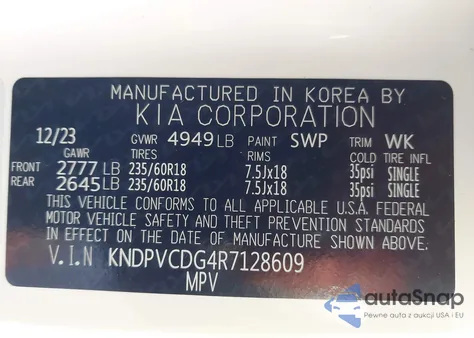 MANUFACTURED IN KOREA BY
KIA CORPORATION
12/23 GVWR 4949 LB PAINT SWP TRIM WK
GAWR TIRES RIMS COLD TIRE INFL
FRONT 2777 LB 235/60R18 7.5Jx18 35psi SINGLE
REAR 2645 LB 235/60R18 7.5Jx18 35psi SINGLE
THIS VEHICLE CONFORMS TO ALL APPLICABLE U.S.A. FEDERAL
MOTOR VEHICLE SAFETY AND THEFT PREVENTION STANDARDS
IN EFFECT ON THE DATE OF MANUFACTURE SHOWN ABOVE.
V.I.N KNDPVCDG4R7128609
MPV
autoSnap
Pewne auta z aukcji USA i EU